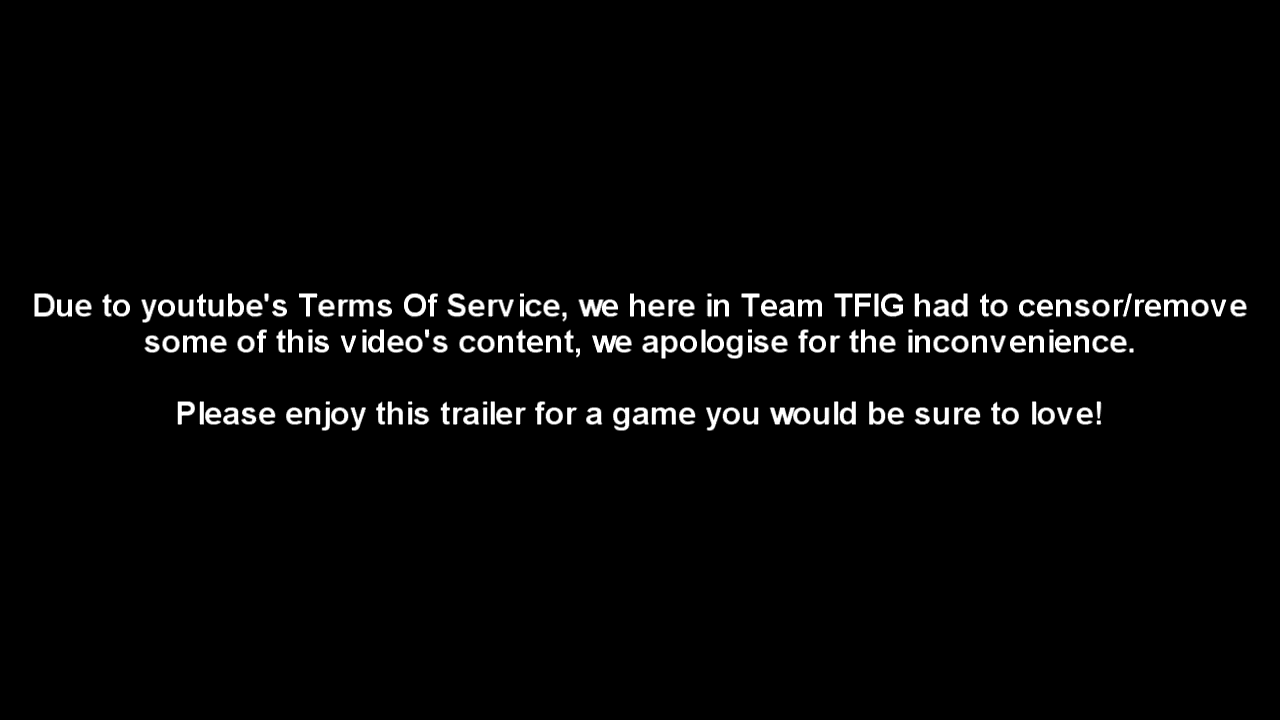 Due to youtube's Terms Of Service, we here in Team TFIG had to censor/remove
some of this video's content, we apologise for the inconvenience.
Please enjoy this trailer for a game you would be sure to love!